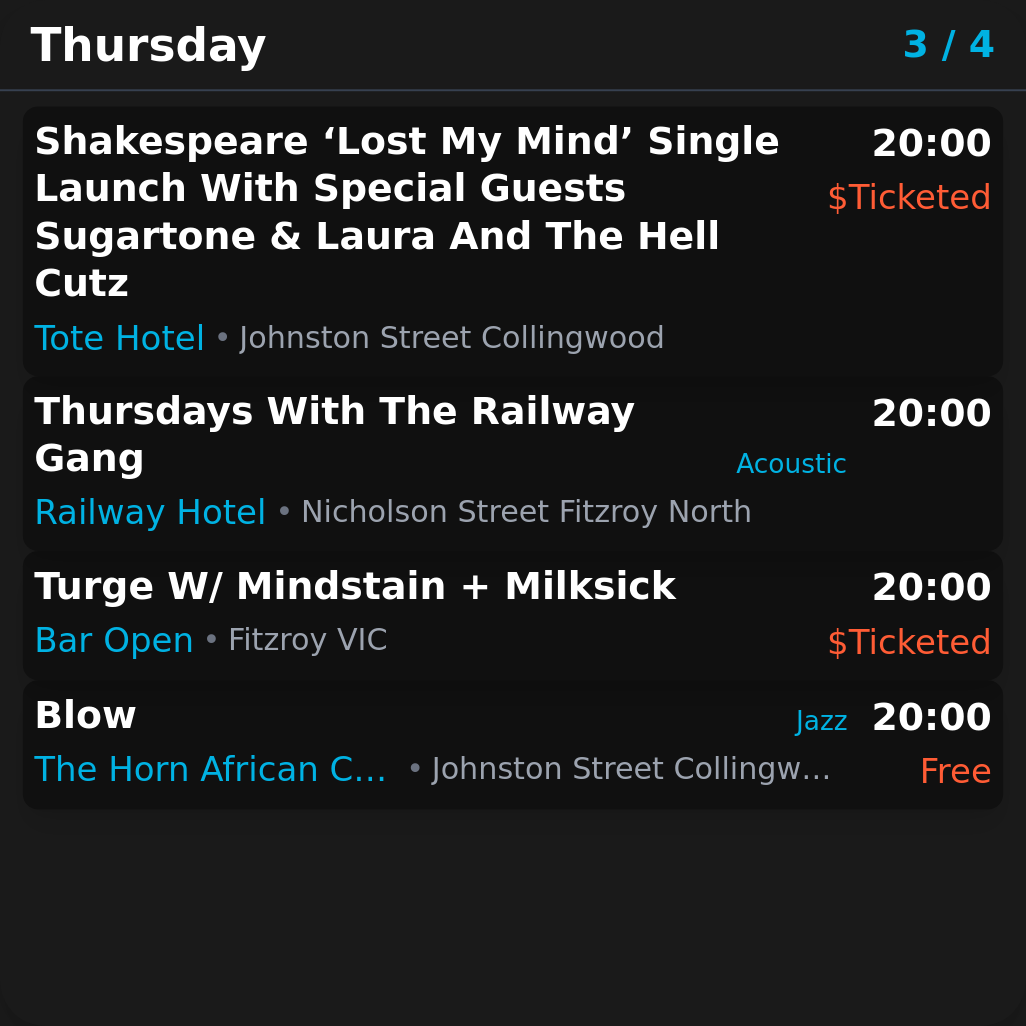 Thursday
3 / 4
Shakespeare ‘Lost My Mind’ Single
Launch With Special Guests
Sugartone & Laura And The Hell
Cutz
20:00
$Ticketed
Tote Hotel • Johnston Street Collingwood
Thursdays With The Railway
Gang
Acoustic
20:00
Railway Hotel • Nicholson Street Fitzroy North
Turge W/ Mindstain + Milksick
20:00
Bar Open • Fitzroy VIC
$Ticketed
Blow
Jazz
20:00
The Horn African C… • Johnston Street Collingw…
Free